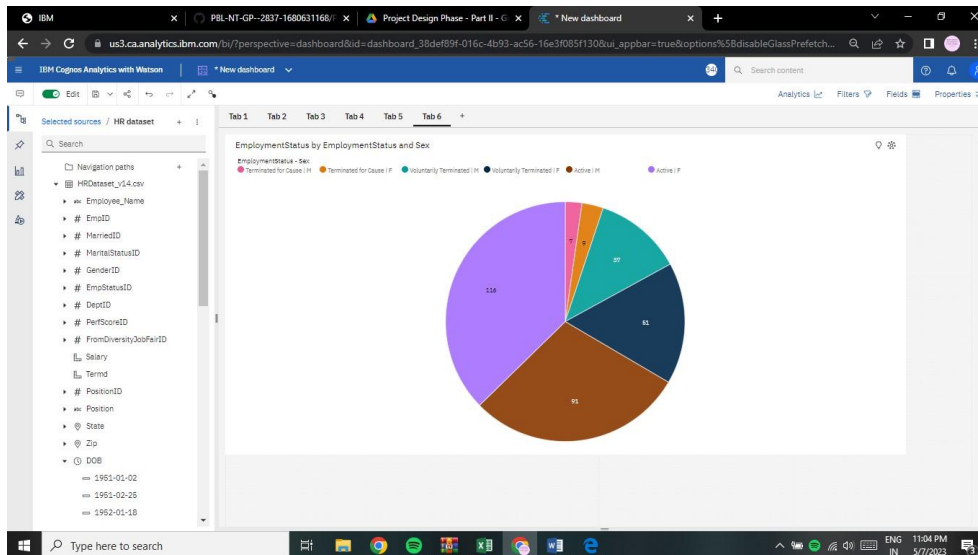 IBM
PBL-NT-GP--2837-1680631168/
Project Design Phase - Part II - G
* New dashboard
us3.ca.analytics.ibm.com/bi/?perspective=dashboard&id=dashboard_38def89f-016c-4b93-ac56-16e3f085f130&ui_appbar=true&options%5BdisableGlassPrefetch...
IBM Cognos Analytics with Watson
* New dashboard
Search content
Edit
Analytics
Filters
Fields
Properties
Selected sources / HR dataset
Tab 1 Tab 2 Tab 3 Tab 4 Tab 5 Tab 6 +
Search
Navigation paths
HRDataset_v14.csv
abc Employee_Name
# EmpID
# MarriedID
# MaritalStatusID
# GenderID
# EmpStatusID
# DeptID
# PerfScoreID
# FromDiversityJobFairID
Salary
Termd
# PositionID
abc Position
State
Zip
DOB
1951-01-02
1951-02-25
1952-01-18
EmploymentStatus by EmploymentStatus and Sex
EmploymentStatus - Sex
Terminated for Cause | M Terminated for Cause | F Voluntarily Terminated | M Voluntarily Terminated | F Active | M Active | F
7
9
37
51
91
116
Type here to search
ENG
IN
11:04 PM
5/7/2023